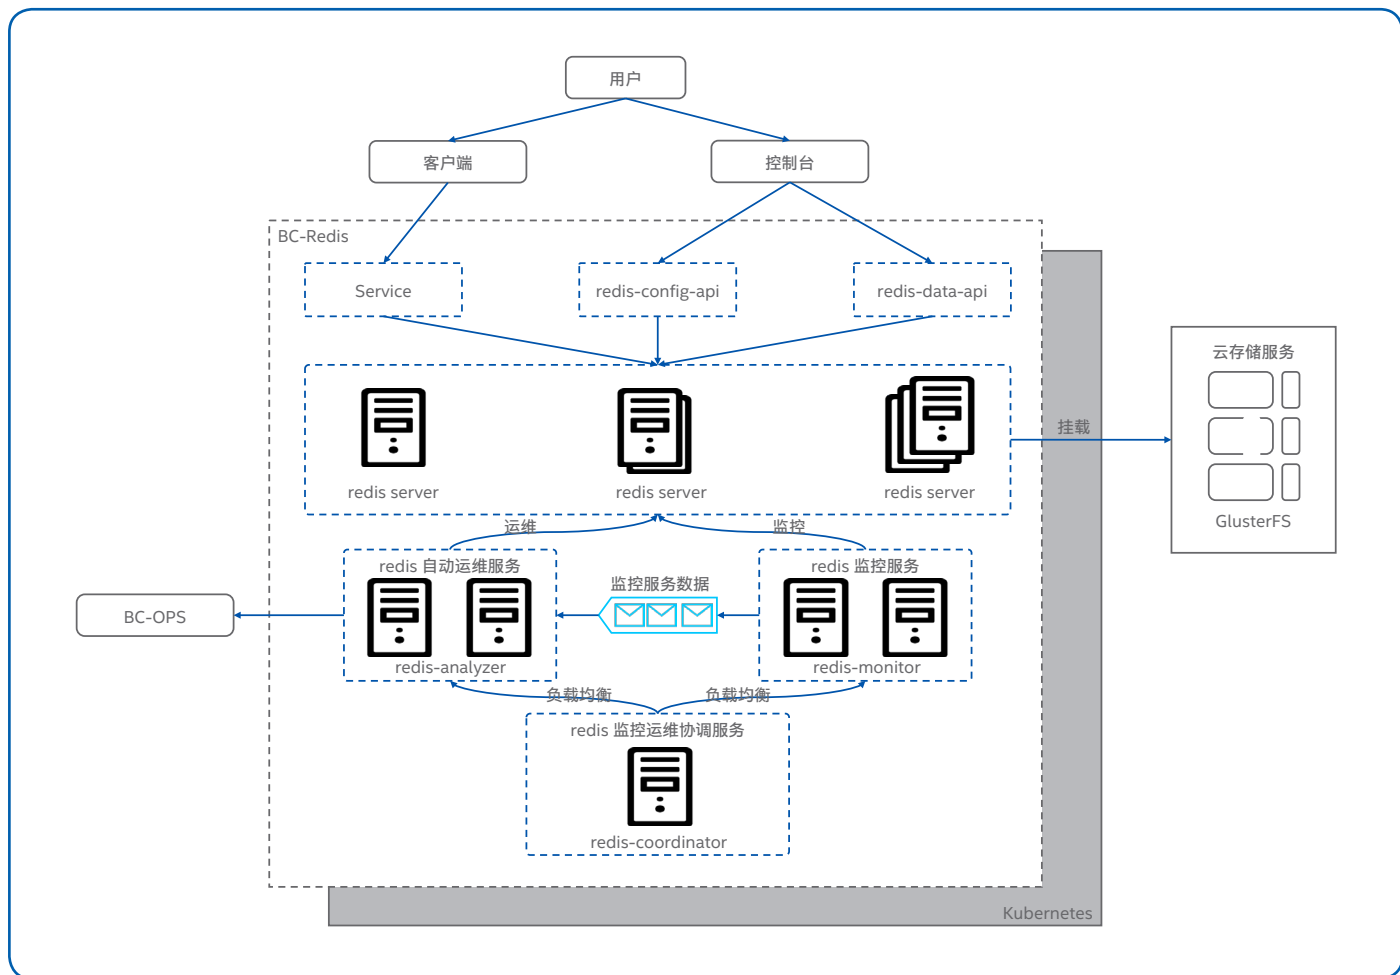 用户
客户端
控制台
BC-Redis
Service
redis-config-api
redis-data-api
云存储服务
挂载
redis server
redis server
redis server
GlusterFS
运维
监控
redis 自动运维服务
redis 监控服务
监控服务数据
BC-OPS
redis-analyzer
redis-monitor
负载均衡
负载均衡
redis 监控运维协调服务
redis-coordinator
Kubernetes